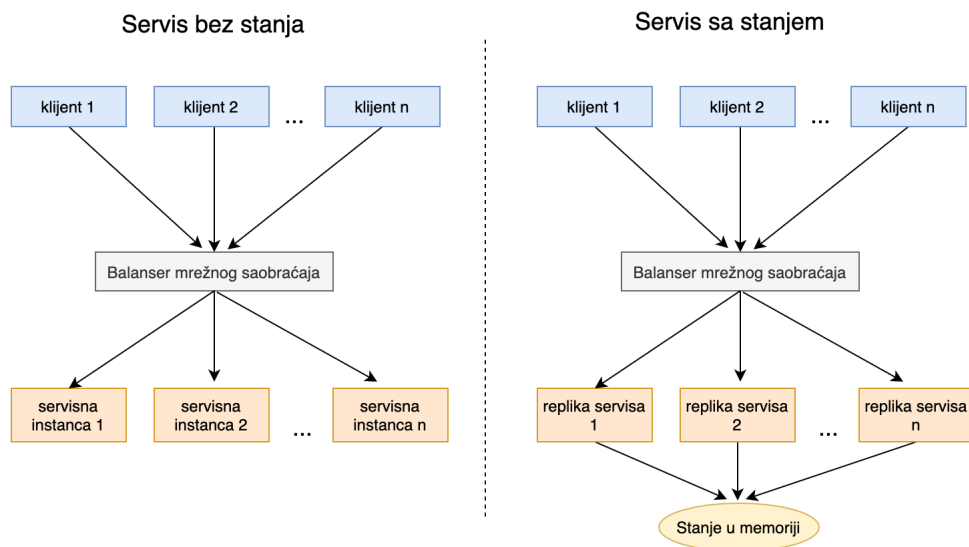 Servis bez stanja
klijent 1
klijent 2
...
klijent n
Balanser mrežnog saobraćaja
servisna
instanca 1
servisna
instanca 2
...
servisna
instanca n
Servis sa stanjem
klijent 1
klijent 2
...
klijent n
Balanser mrežnog saobraćaja
replika servisa
1
replika servisa
2
...
replika servisa
n
Stanje u memoriji